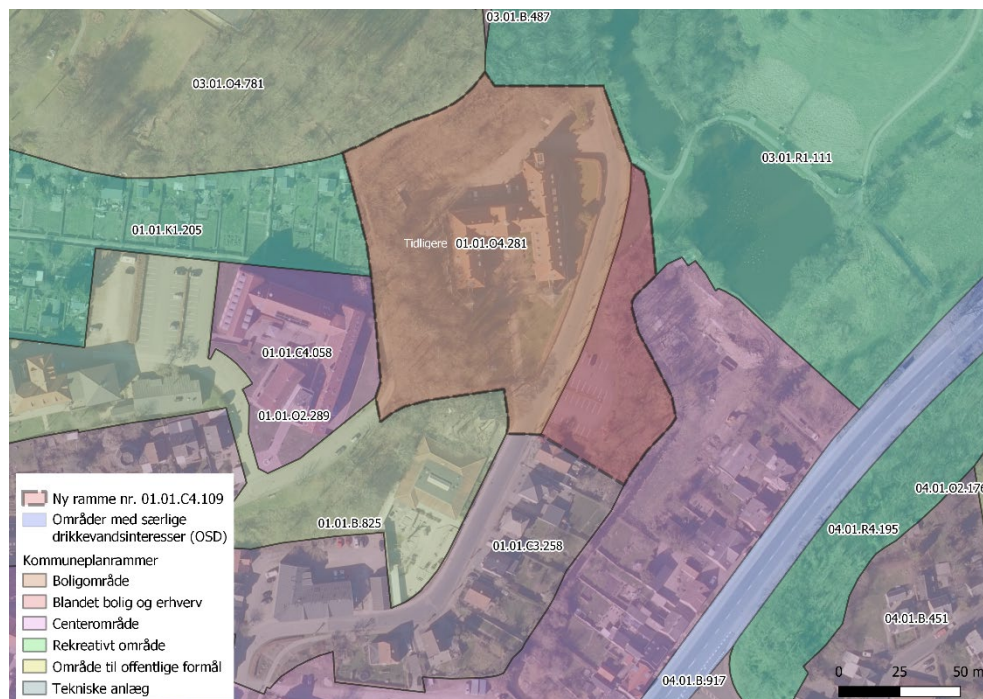 03.01.B.487
03.01.O4.781
03.01.R1.111
01.01.K1.205
Tidligere 01.01.O4.281
01.01.C4.058
01.01.O2.289
01.01.B.825
01.01.C3.258
04.01.O2.176
04.01.R4.195
04.01.B.451
04.01.B.917
Ny ramme nr. 01.01.C4.109
Områder med særlige
drikkevandsinteresser (OSD)
Kommuneplanrammer
Boligområde
Blandet bolig og erhverv
Centerområde
Rekreativt område
Område til offentlige formål
Tekniske anlæg
0 25 50 m